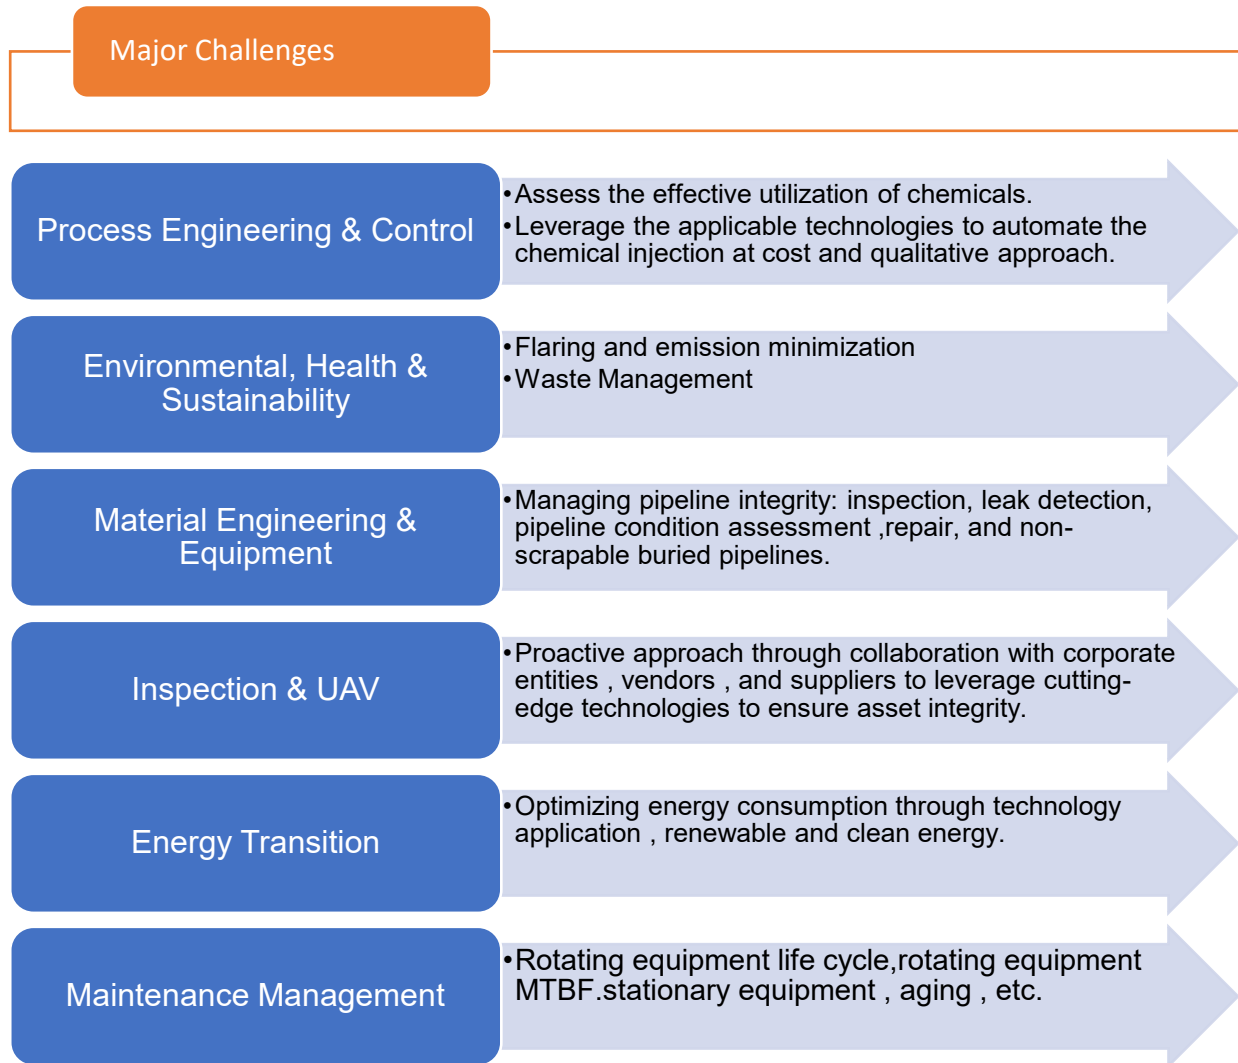 Major Challenges
Process Engineering & Control
•Assess the effective utilization of chemicals.
•Leverage the applicable technologies to automate the
chemical injection at cost and qualitative approach.
Environmental, Health &
Sustainability
•Flaring and emission minimization
•Waste Management
Material Engineering &
Equipment
•Managing pipeline integrity: inspection, leak detection,
pipeline condition assessment ,repair, and non-
scrapable buried pipelines.
Inspection & UAV
•Proactive approach through collaboration with corporate
entities , vendors , and suppliers to leverage cutting-
edge technologies to ensure asset integrity.
Energy Transition
•Optimizing energy consumption through technology
application , renewable and clean energy.
Maintenance Management
•Rotating equipment life cycle,rotating equipment
MTBF.stationary equipment , aging , etc.